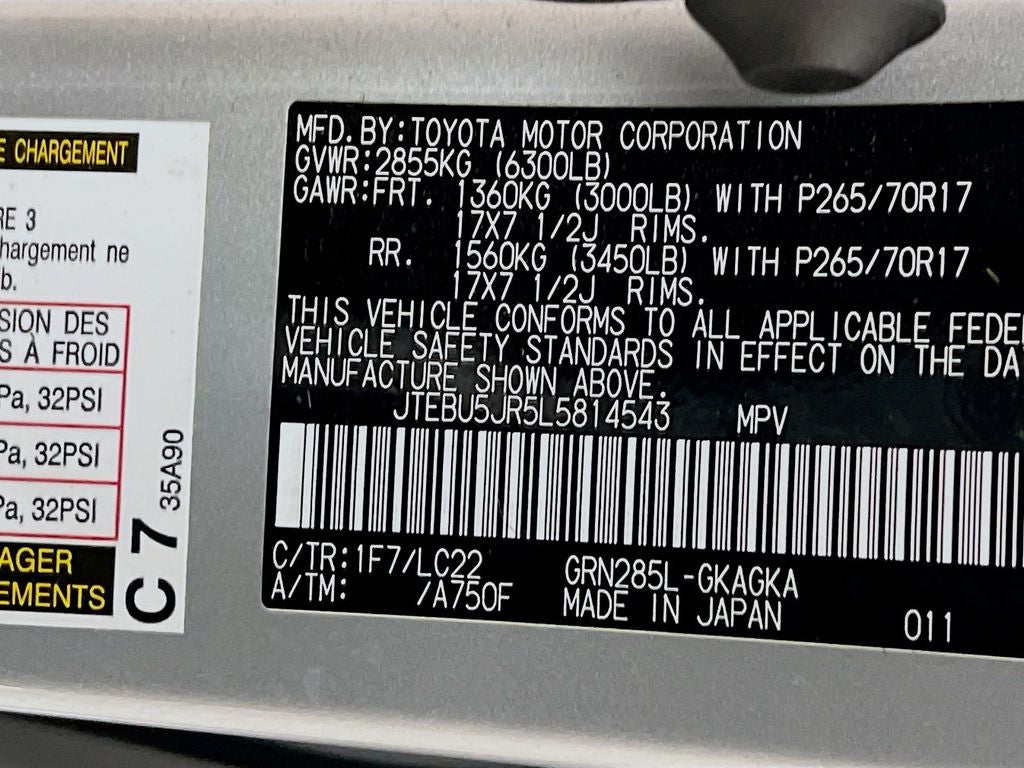 E CHARGEMENT
RE 3
hargement ne
b.
SION DES
S À FROID
Pa, 32PSI
Pa, 32PSI
Pa, 32PSI
AGER
EMENTS
C 7
35A90
MFD.BY:TOYOTA MOTOR CORPORATION
GVWR:2855KG (6300LB)
GAWR:FRT. 1360KG (3000LB) WITH P265/70R17
17X7 1/2J RIMS.
RR. 1560KG (3450LB) WITH P265/70R17
17X7 1/2J RIMS.
THIS VEHICLE CONFORMS TO ALL APPLICABLE FEDE
VEHICLE SAFETY STANDARDS IN EFFECT ON THE DA
MANUFACTURE SHOWN ABOVE.
JTEBU5JR5L5814543 MPV
C/TR:1F7/LC22 GRN285L-GKAGKA
A/TM: /A750F MADE IN JAPAN 011